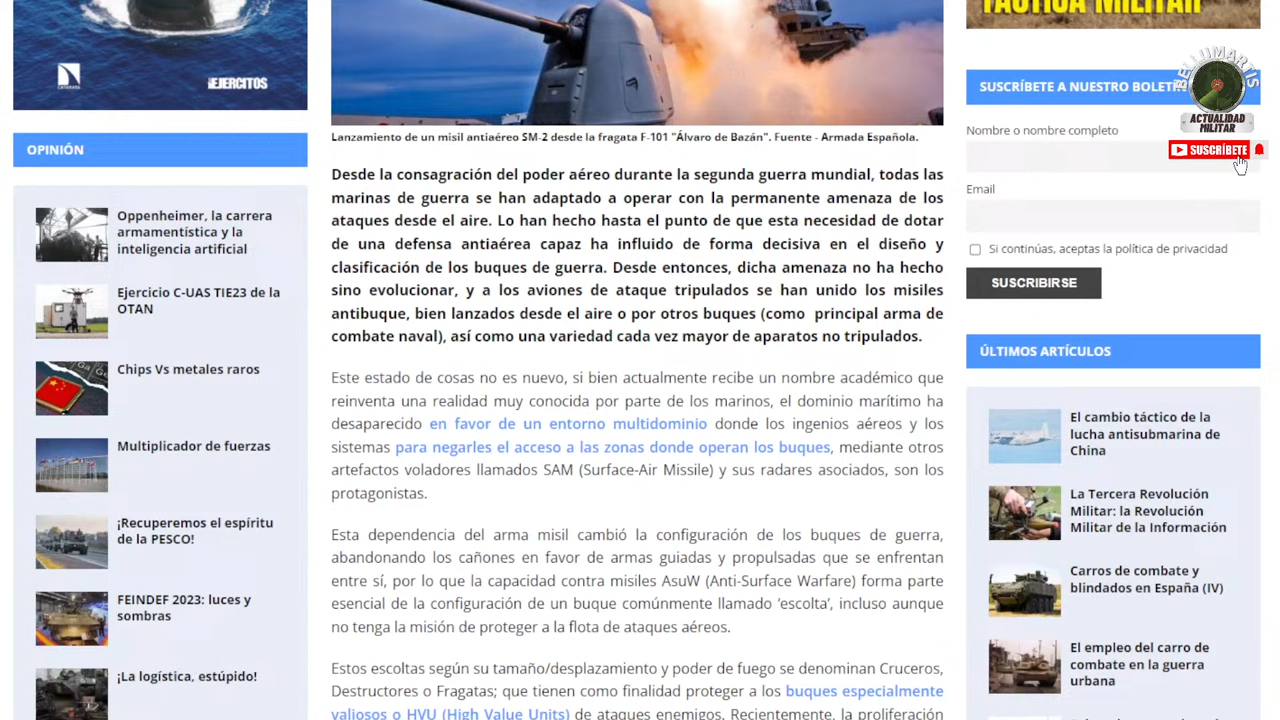 CATARATA
EJERCITOS
OPINIÓN
Oppenheimer, la carrera
armamentística y la
inteligencia artificial
Ejercicio C-UAS TIE23 de la
OTAN
Chips Vs metales raros
Multiplicador de fuerzas
¡Recuperemos el espíritu
de la PESCO!
FEINDEF 2023: luces y
sombras
¡La logística, estúpido!
Lanzamiento de un misil antiaéreo SM-2 desde la fragata F-101 "Álvaro de Bazán". Fuente - Armada Española.
Desde la consagración del poder aéreo durante la segunda guerra mundial, todas las
marinas de guerra se han adaptado a operar con la permanente amenaza de los
ataques desde el aire. Lo han hecho hasta el punto de que esta necesidad de dotar
de una defensa antiaérea capaz ha influido de forma decisiva en el diseño y
clasificación de los buques de guerra. Desde entonces, dicha amenaza no ha hecho
sino evolucionar, y a los aviones de ataque tripulados se han unido los misiles
antibuque, bien lanzados desde el aire o por otros buques (como principal arma de
combate naval), así como una variedad cada vez mayor de aparatos no tripulados.
Este estado de cosas no es nuevo, si bien actualmente recibe un nombre académico que
reinventa una realidad muy conocida por parte de los marinos, el dominio marítimo ha
desaparecido en favor de un entorno multidominio donde los ingenios aéreos y los
sistemas para negarles el acceso a las zonas donde operan los buques, mediante otros
artefactos voladores llamados SAM (Surface-Air Missile) y sus radares asociados, son los
protagonistas.
Esta dependencia del arma misil cambió la configuración de los buques de guerra,
abandonando los cañones en favor de armas guiadas y propulsadas que se enfrentan
entre sí, por lo que la capacidad contra misiles AsuW (Anti-Surface Warfare) forma parte
esencial de la configuración de un buque comúnmente llamado ‘escolta’, incluso aunque
no tenga la misión de proteger a la flota de ataques aéreos.
Estos escoltas según su tamaño/desplazamiento y poder de fuego se denominan Cruceros,
Destructores o Fragatas; que tienen como finalidad proteger a los buques especialmente
valiosos o HVU (High Value Units) de ataques enemigos. Recientemente, la proliferación
TÁCTICA MILITAR
SUSCRÍBETE A NUESTRO BOLETÍ
BELLUMARTIS
ACTUALIDAD
MILITAR
SUSCRÍBETE
Nombre o nombre completo
Email
Si continúas, aceptas la política de privacidad
SUSCRIBIRSE
ÚLTIMOS ARTÍCULOS
El cambio táctico de la
lucha antisubmarina de
China
La Tercera Revolución
Militar: la Revolución
Militar de la Información
Carros de combate y
blindados en España (IV)
El empleo del carro de
combate en la guerra
urbana